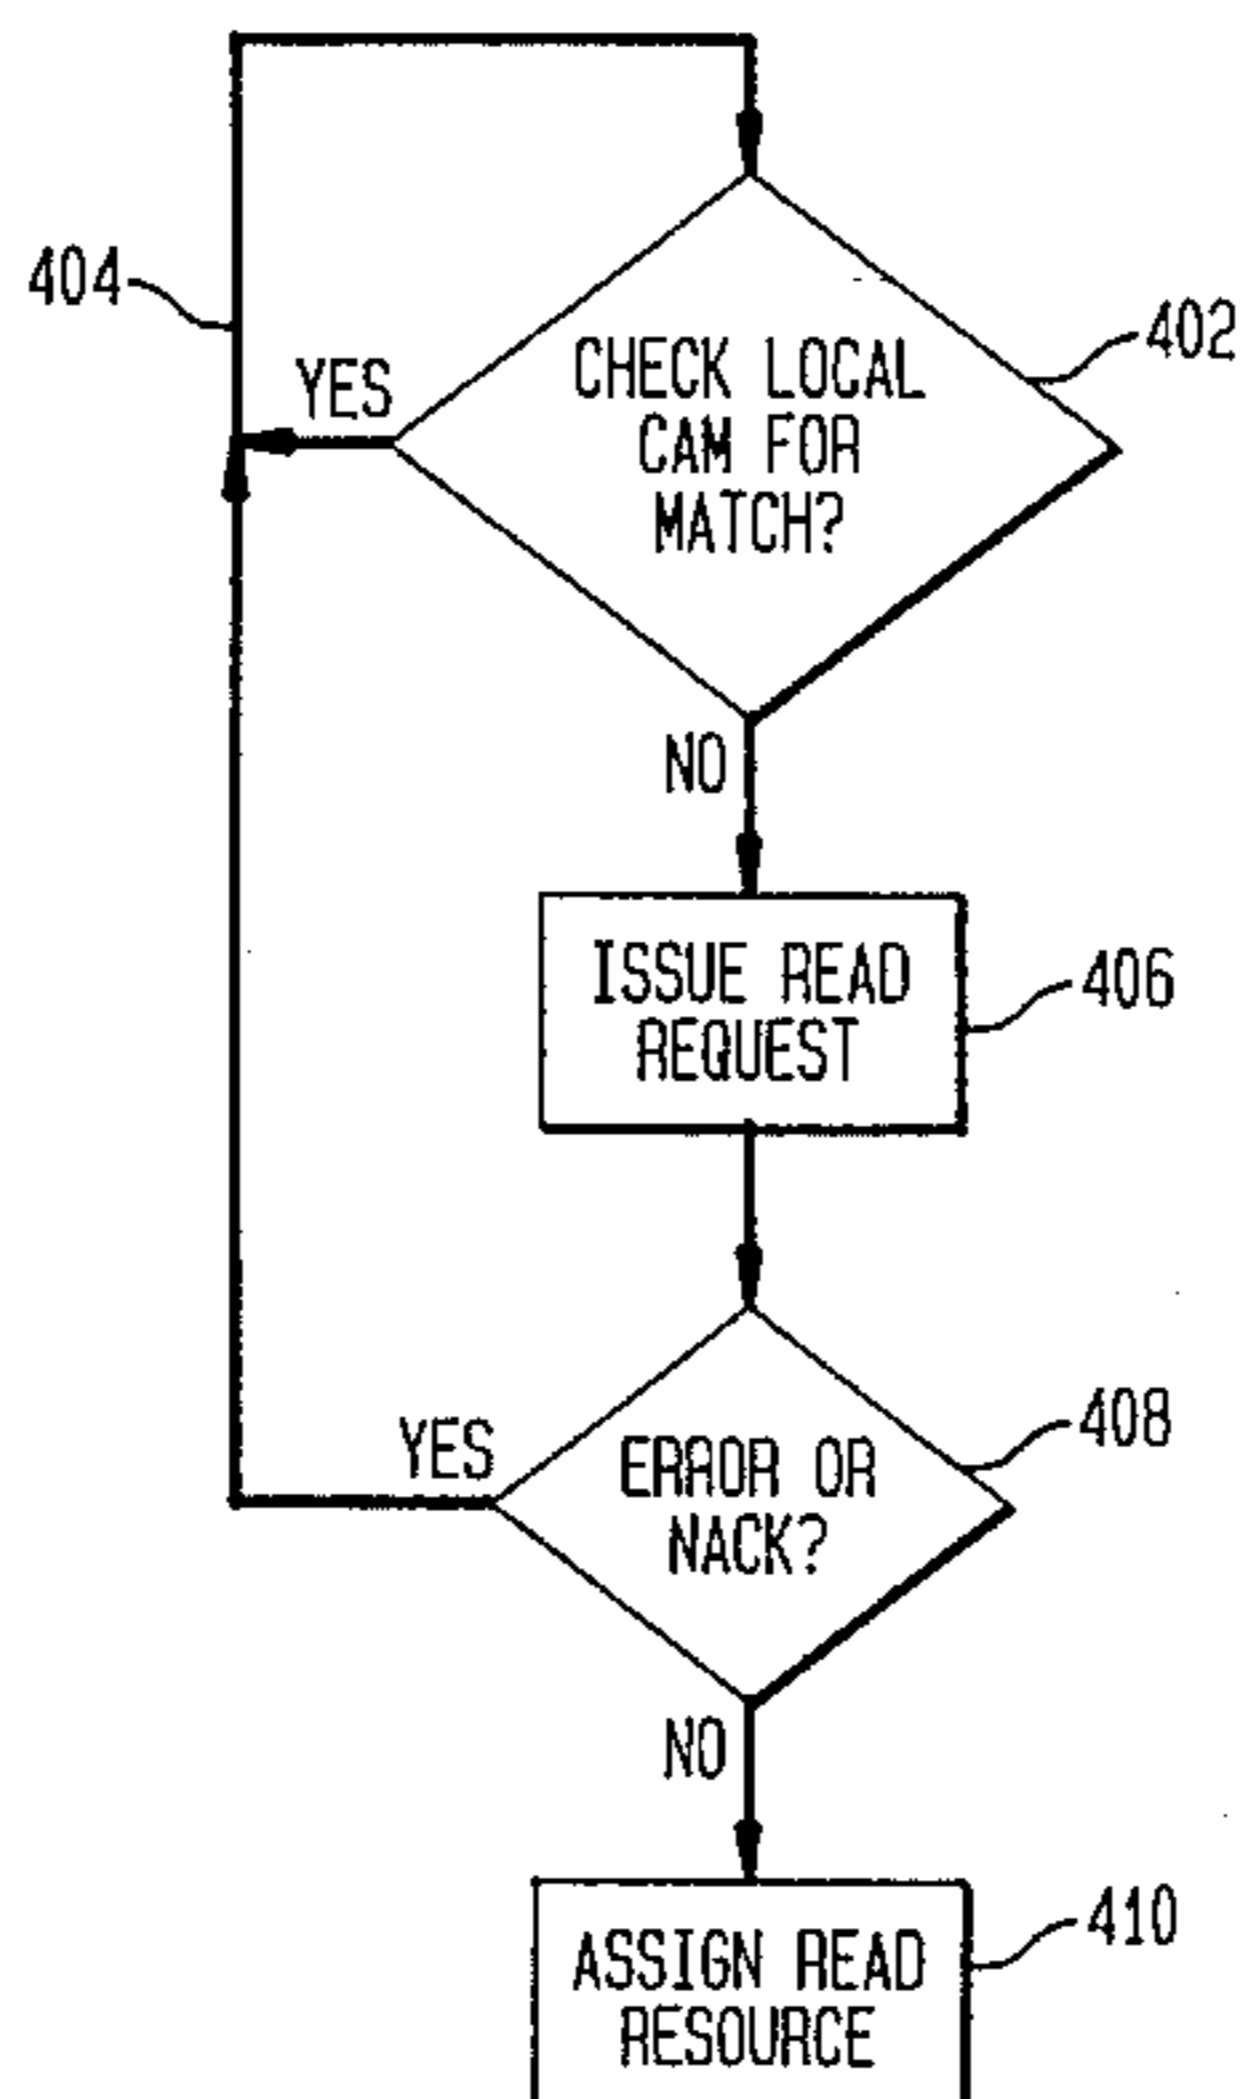 404
402
YES
CHECK LOCAL
CAM FOR
MATCH?
NO
ISSUE READ
REQUEST
406
YES
ERROR OR
NACK?
408
NO
ASSIGN READ
RESOURCE
410